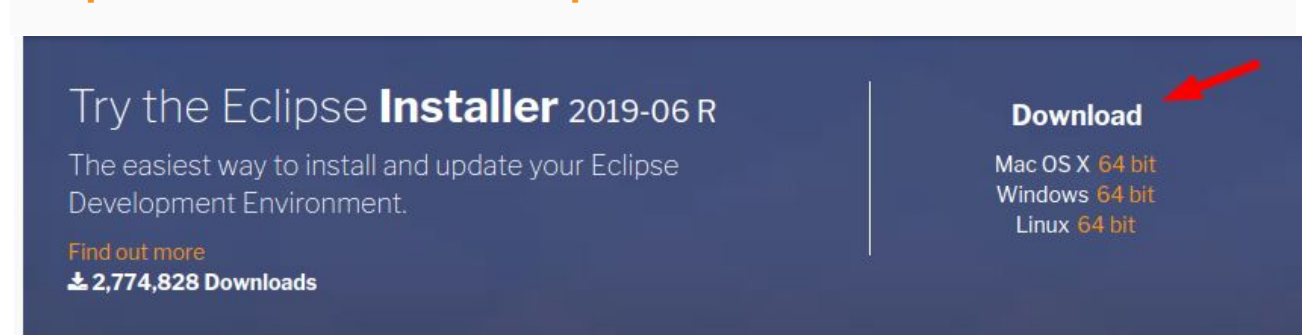 Try the Eclipse Installer 2019-06 R
The easiest way to install and update your Eclipse
Development Environment.
Find out more
2,774,828 Downloads
Download
Mac OS X 64 bit
Windows 64 bit
Linux 64 bit